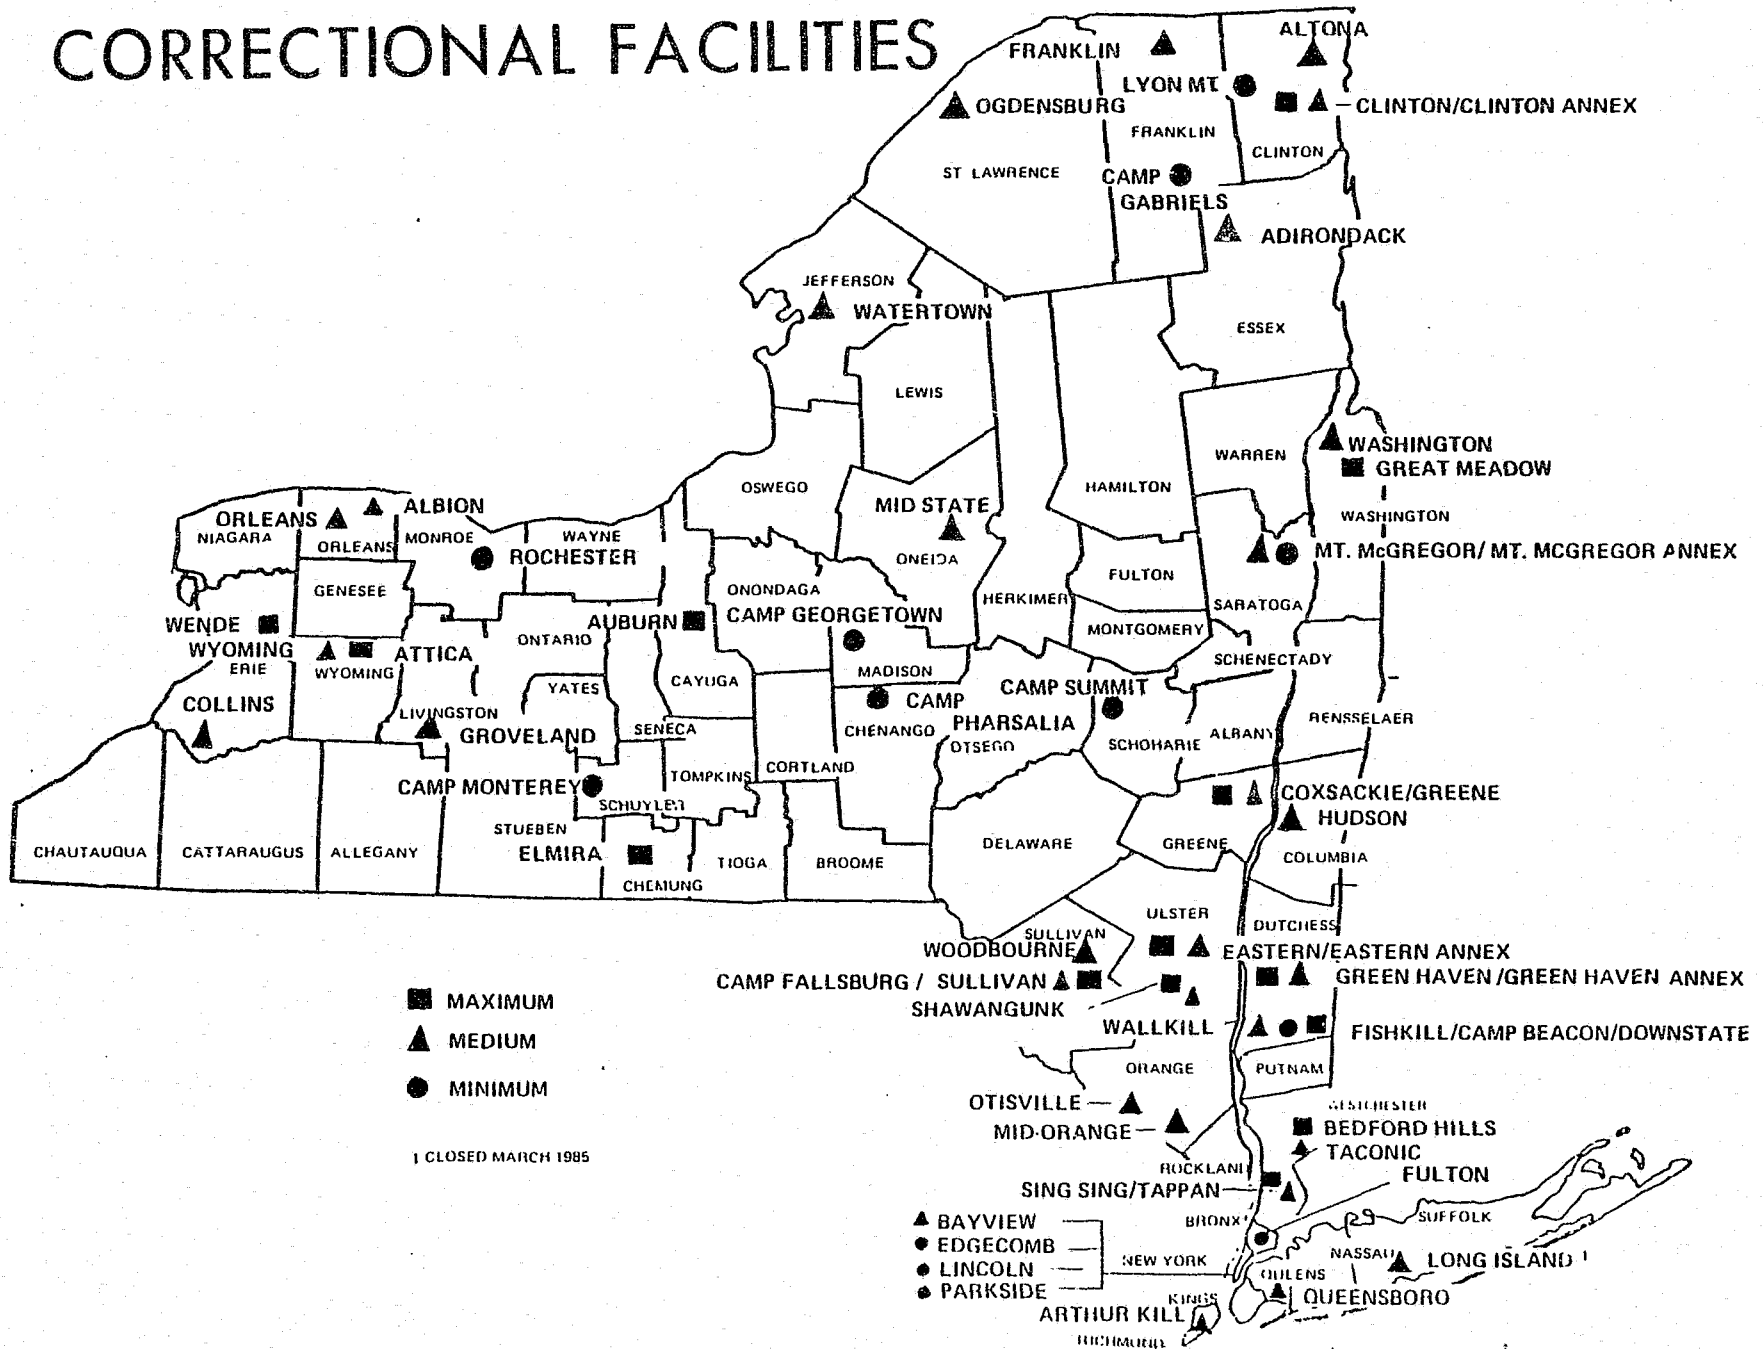 CORRECTIONAL FACILITIES
ALTONA
FRANKLIN
LYON MT.
OGDENSBURG
CLINTON/CLINTON ANNEX
FRANKLIN
CLINTON
ST LAWRENCE
CAMP
GABRIELS
ADIRONDACK
JEFFERSON
WATERTOWN
ESSEX
LEWIS
WASHINGTON
WARREN
GREAT MEADOW
OSWEGO
HAMILTON
MID STATE
ALBION
ORLEANS
NIAGARA
ORLEANS
MONROE
WAYNE
ROCHESTER
WASHINGTON
MT. McGREGOR/ MT. MCGREGOR ANNEX
ONEIDA
FULTON
GENESEE
ONONDAGA
HERKIMER
SARATOGA
WENDE
AUBURN
CAMP GEORGETOWN
MONTGOMERY
ONTARIO
WYOMING
ATTICA
ERIE
WYOMING
MADISON
SCHENECTADY
YATES
CAYUGA
CAMP SUMMIT
COLLINS
CAMP
PHARSALIA
LIVINGSTON
GROVELAND
SENECA
CHENANGO
OTSEGO
SCHOHARIE
ALBANY
RENSSELAER
CAMP MONTEREY
TOMPKINS
CORTLAND
SCHUYLER
COXSACKIE/GREENE
HUDSON
STUEBEN
ELMIRA
CHAUTAUQUA
CATTARAUGUS
ALLEGANY
CHEMUNG
TIOGA
BROOME
DELAWARE
GREENE
COLUMBIA
ULSTER
DUTCHESS
SULLIVAN
WOODBOURNE
EASTERN/EASTERN ANNEX
CAMP FALLSBURG / SULLIVAN
GREEN HAVEN/GREEN HAVEN ANNEX
SHAWANGUNK
WALLKILL
FISHKILL/CAMP BEACON/DOWNSTATE
MAXIMUM
MEDIUM
MINIMUM
1 CLOSED MARCH 1985
ORANGE
PUTNAM
OTISVILLE
MID-ORANGE
WESTCHESTER
BEDFORD HILLS
TACONIC
ROCKLAND
FULTON
SING SING/TAPPAN
BAYVIEW
EDGECOMB
LINCOLN
PARKSIDE
BRONX
SUFFOLK
NEW YORK
NASSAU
LONG ISLAND 1
QUEENS
QUEENSBORO
KINGS
ARTHUR KILL
RICHMOND